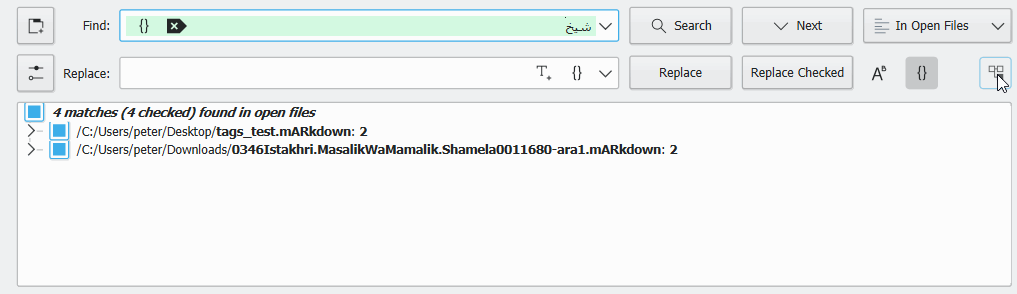 Find: {} شيخ Search Next In Open Files
Replace: {} Replace Replace Checked {}
4 matches (4 checked) found in open files
/C:/Users/peter/Desktop/tags_test.mARkdown: 2
/C:/Users/peter/Downloads/0346Istakhri.MasalikWaMamalik.Shamela0011680-ara1.mARkdown: 2